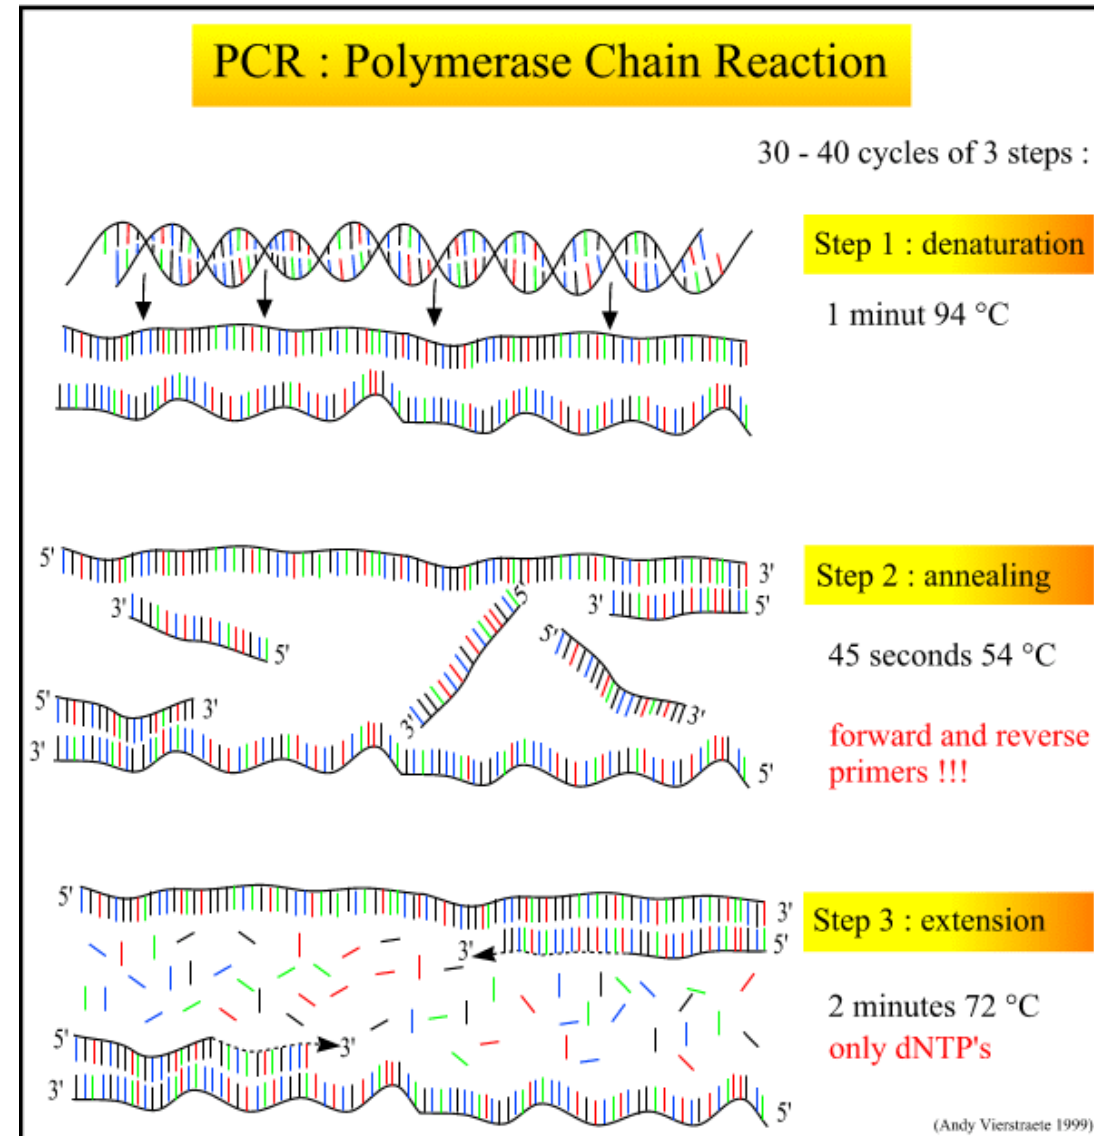 PCR : Polymerase Chain Reaction
30 - 40 cycles of 3 steps :
Step 1 : denaturation
1 minut 94 °C
5'
3'
Step 2 : annealing
3'
5'
3'
5'
5'
45 seconds 54 °C
5'
3'
3'
3'
forward and reverse
3'
primers !!!
5'
5'
3'
Step 3 : extension
3'
5'
2 minutes 72 °C
5'
3'
only dNTP's
3'
5'
(Andy Vierstraete 1999)